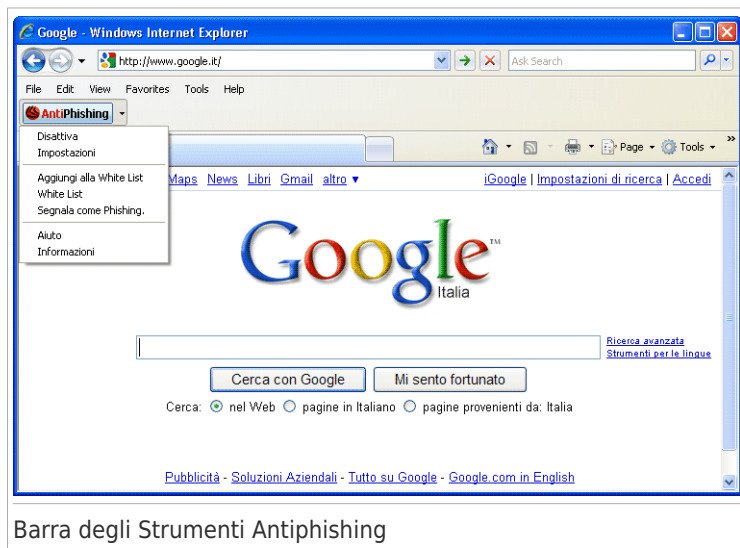 Google - Windows Internet Explorer
http://www.google.it/
Ask Search
File Edit View Favorites Tools Help
AntiPhishing
Disattiva
Impostazioni
Aggiungi alla White List
White List
Segnala come Phishing.
Aiuto
Informazioni
Page Tools »
Maps News Libri Gmail altro ▼ iGoogle | Impostazioni di ricerca | Accedi
Google™
Italia
Ricerca avanzata
Strumenti per le lingue
Cerca con Google Mi sento fortunato
Cerca: nel Web pagine in Italiano pagine provenienti da: Italia
Pubblicità - Soluzioni Aziendali - Tutto su Google - Google.com in English
Barra degli Strumenti Antiphishing